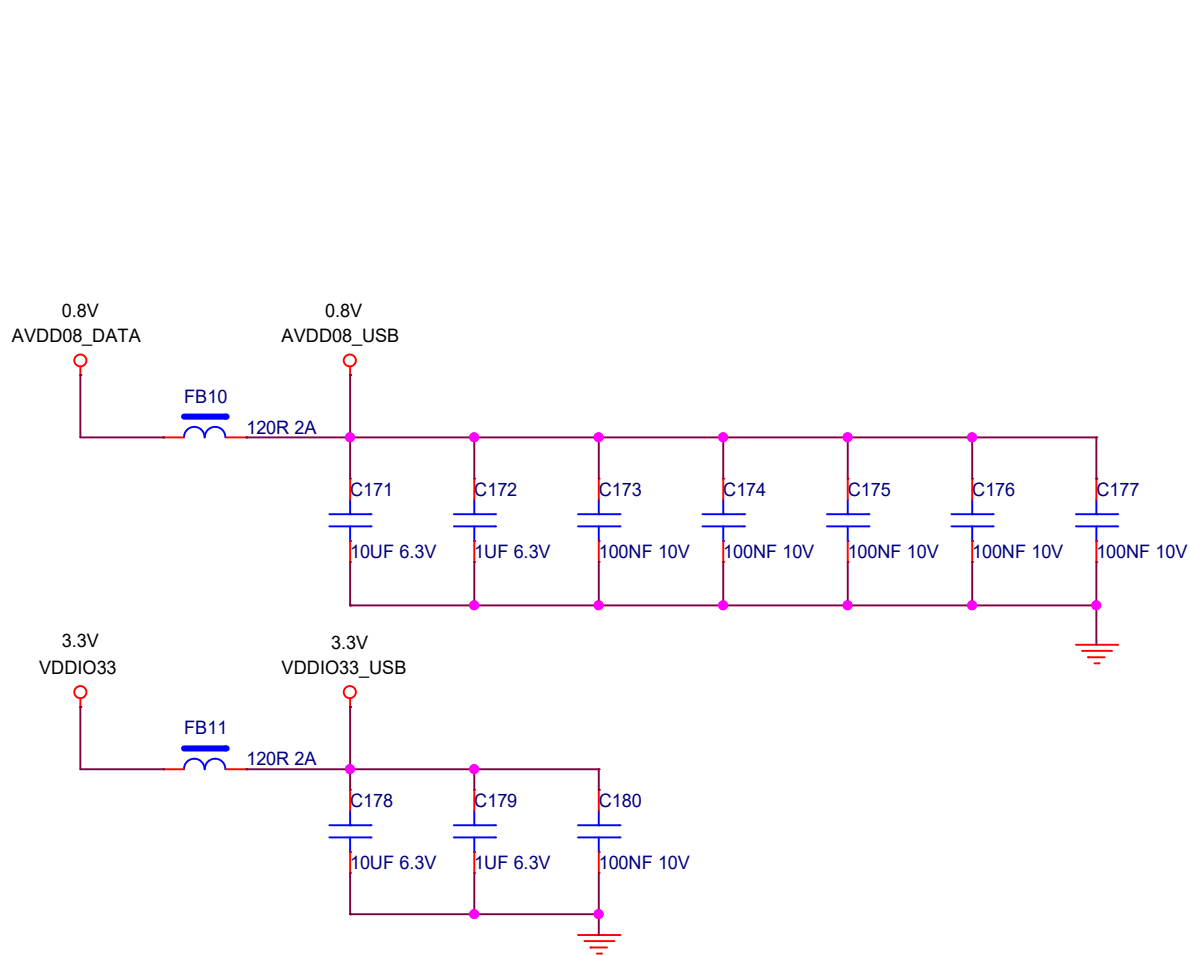 0.8V
AVDD08_DATA
0.8V
AVDD08_USB
FB10
120R 2A
C171
C172
C173
C174
C175
C176
C177
10UF 6.3V
1UF 6.3V
100NF 10V
100NF 10V
100NF 10V
100NF 10V
100NF 10V
3.3V
VDDIO33
3.3V
VDDIO33_USB
FB11
120R 2A
C178
C179
C180
10UF 6.3V
1UF 6.3V
100NF 10V